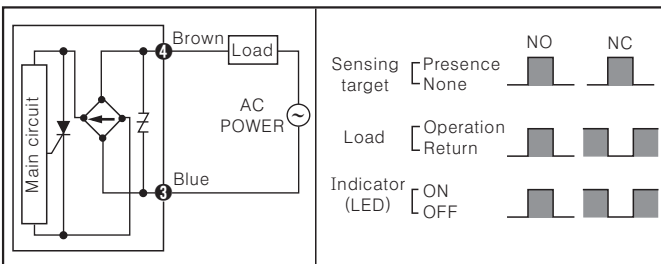 Main circuit
4 Brown
Load
AC
POWER
3 Blue
NO NC
Sensing target Presence
None
Load Operation
Return
Indicator (LED) ON
OFF